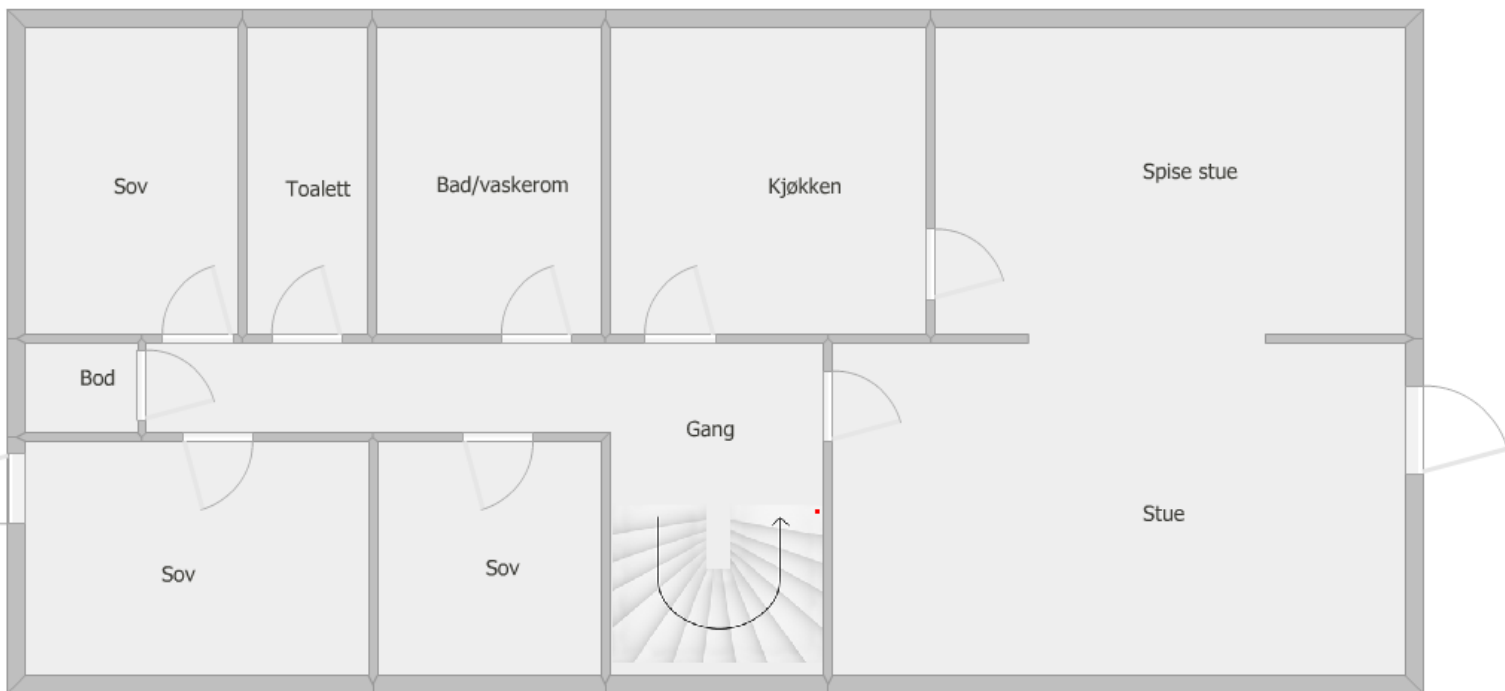 Sov
Toalett
Bad/vaskerom
Kjøkken
Spise stue
Bod
Gang
Stue
Sov
Sov